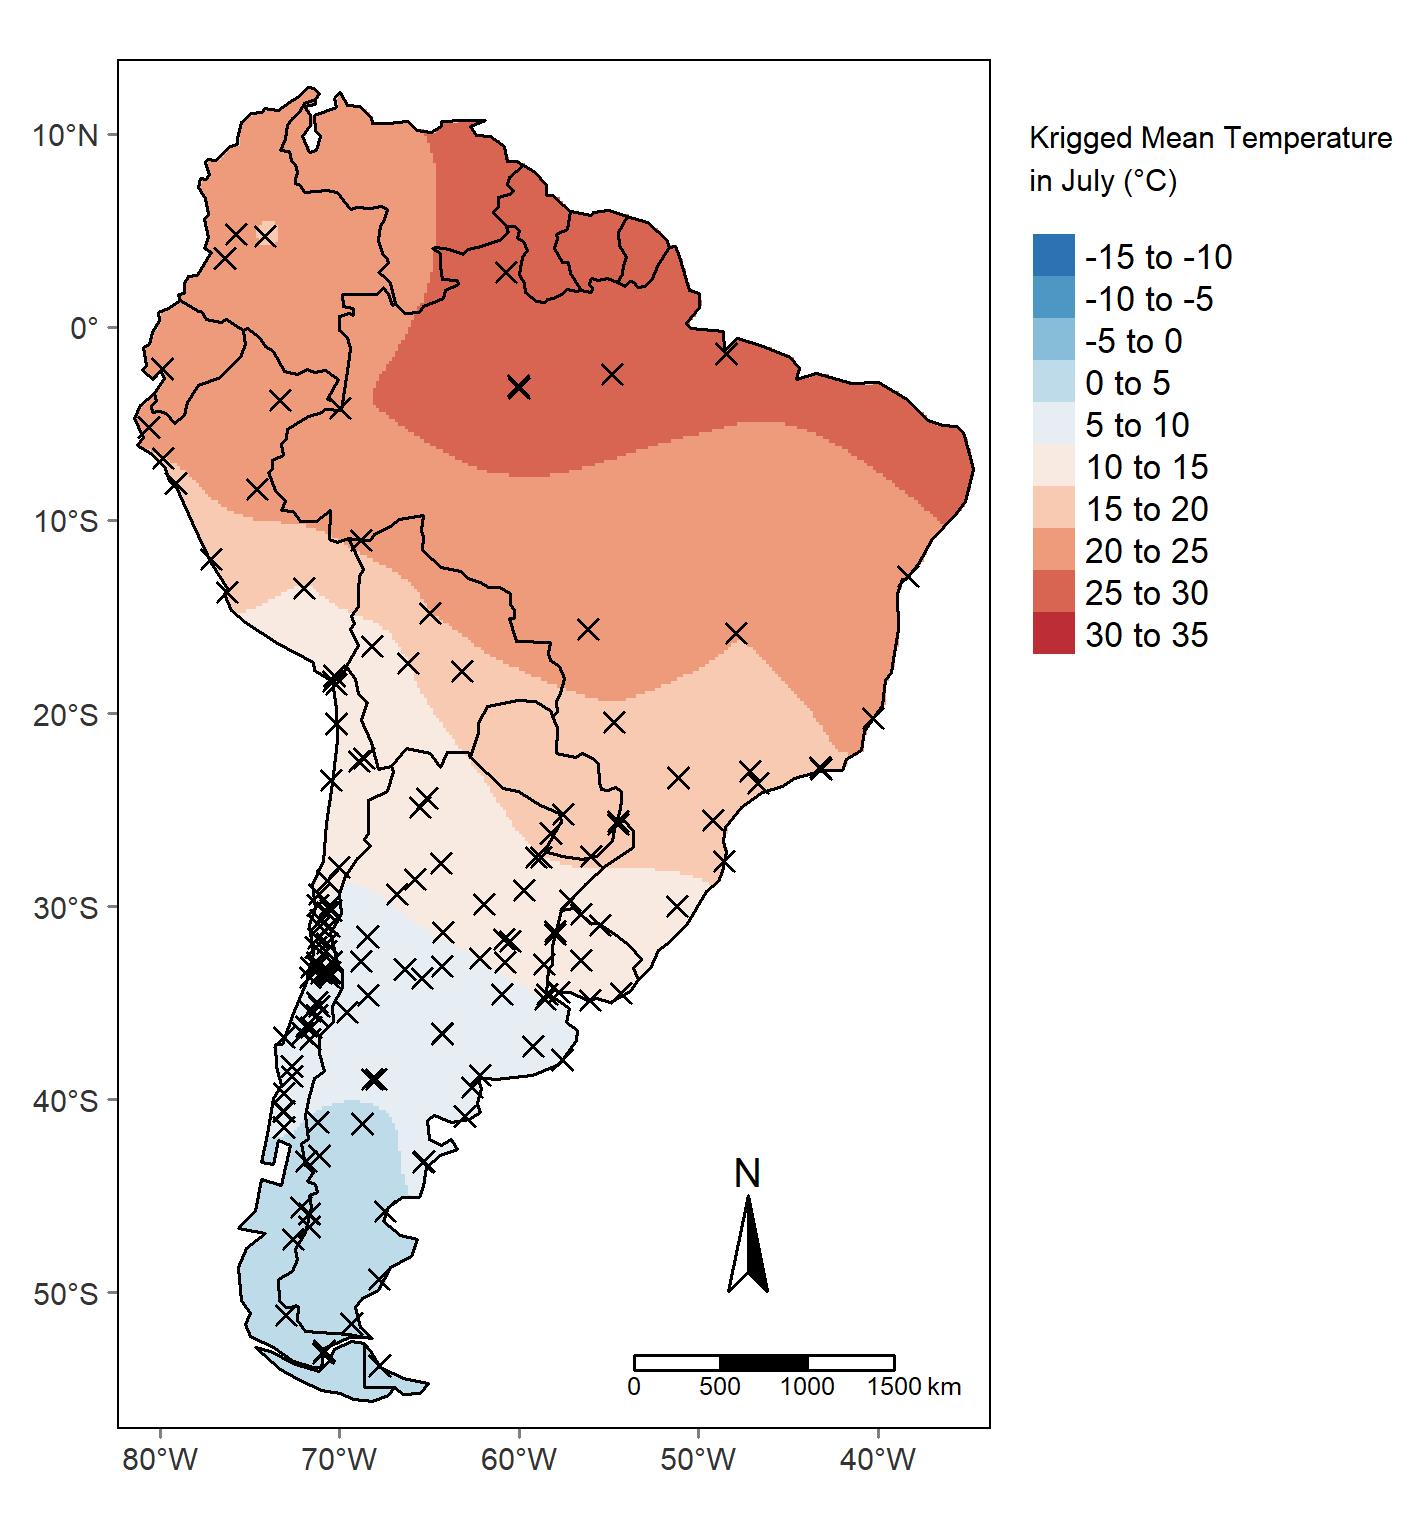 Krigged Mean Temperature
in July (°C)
-15 to -10
-10 to -5
-5 to 0
0 to 5
5 to 10
10 to 15
15 to 20
20 to 25
25 to 30
30 to 35
10°N
0°
10°S
20°S
30°S
40°S
50°S
N
0 500 1000 1500 km
80°W 70°W 60°W 50°W 40°W